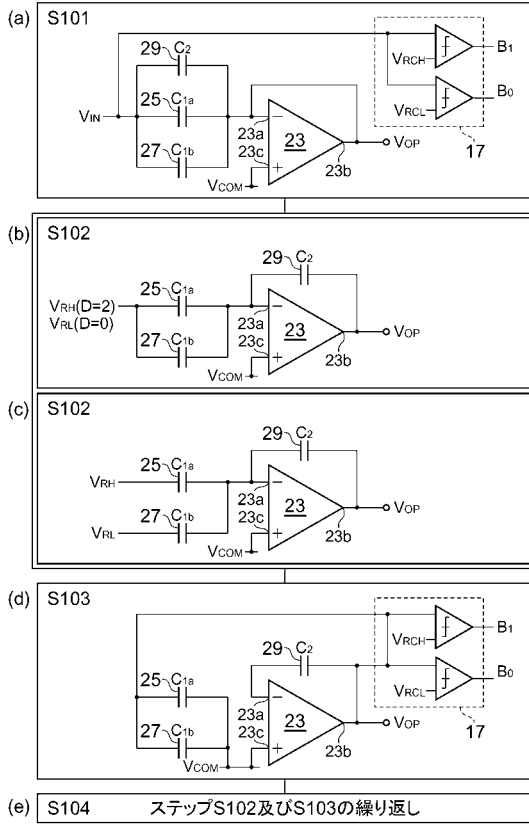 (a) S101
29 C2
25 C1a
27 C1b
VIN
23a
23
23c
23b
VCOM
VOP
VRCH
VRCL
B1
B0
17
(b) S102
29 C2
VRH(D=2)
VRL(D=0)
25 C1a
27 C1b
23a
23
23c
23b
VCOM
VOP
(c) S102
29 C2
25 C1a
VRH
27 C1b
VRL
23a
23
23c
23b
VCOM
VOP
(d) S103
29 C2
25 C1a
27 C1b
23a
23
23c
23b
VCOM
VOP
VRCH
VRCL
B1
B0
17
(e) S104 ステップS102及びS103の繰り返し